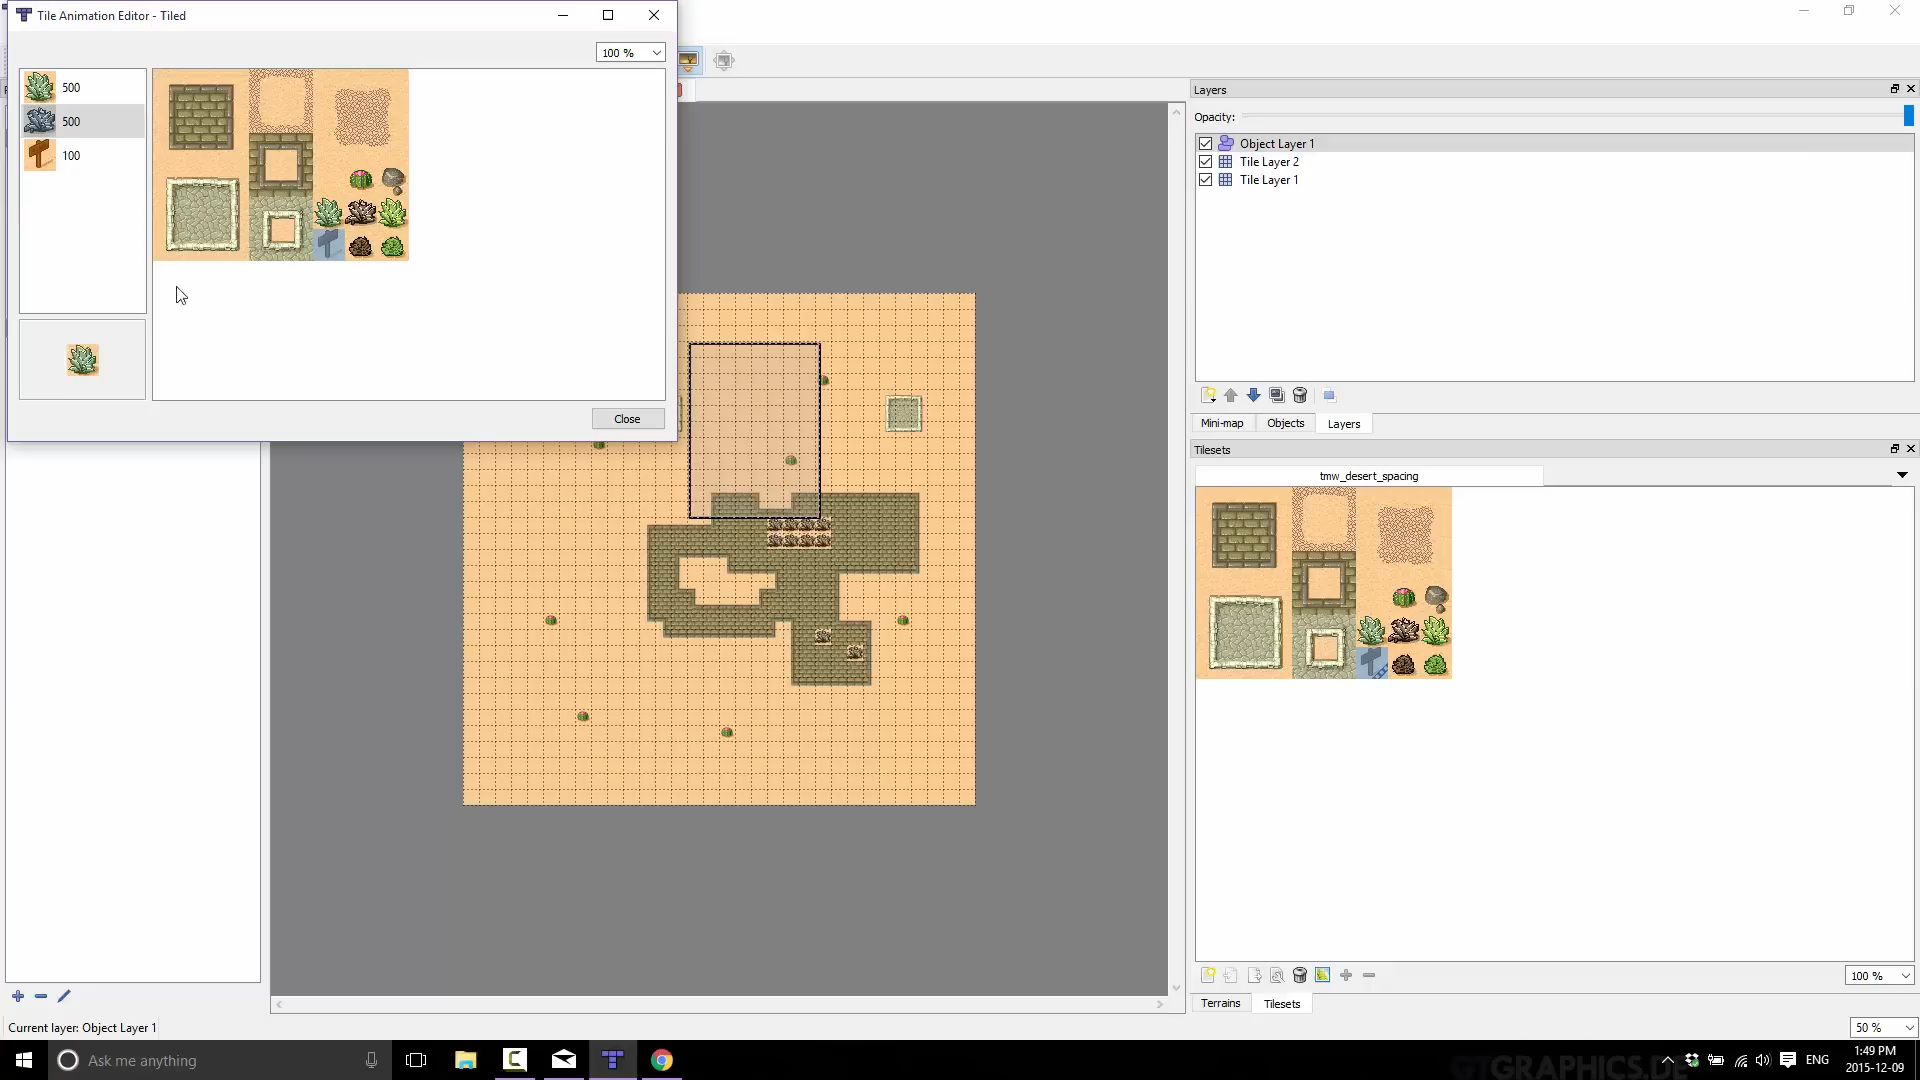 Tile Animation Editor - Tiled
100 %
500
500
100
Close
Layers
Opacity:
Object Layer 1
Tile Layer 2
Tile Layer 1
Mini-map
Objects
Layers
Tilesets
tmw_desert_spacing
100 %
Terrains
Tilesets
Current layer: Object Layer 1
50 %
Ask me anything
GTGRAPHICS.DE
ENG
1:49 PM
2015-12-09